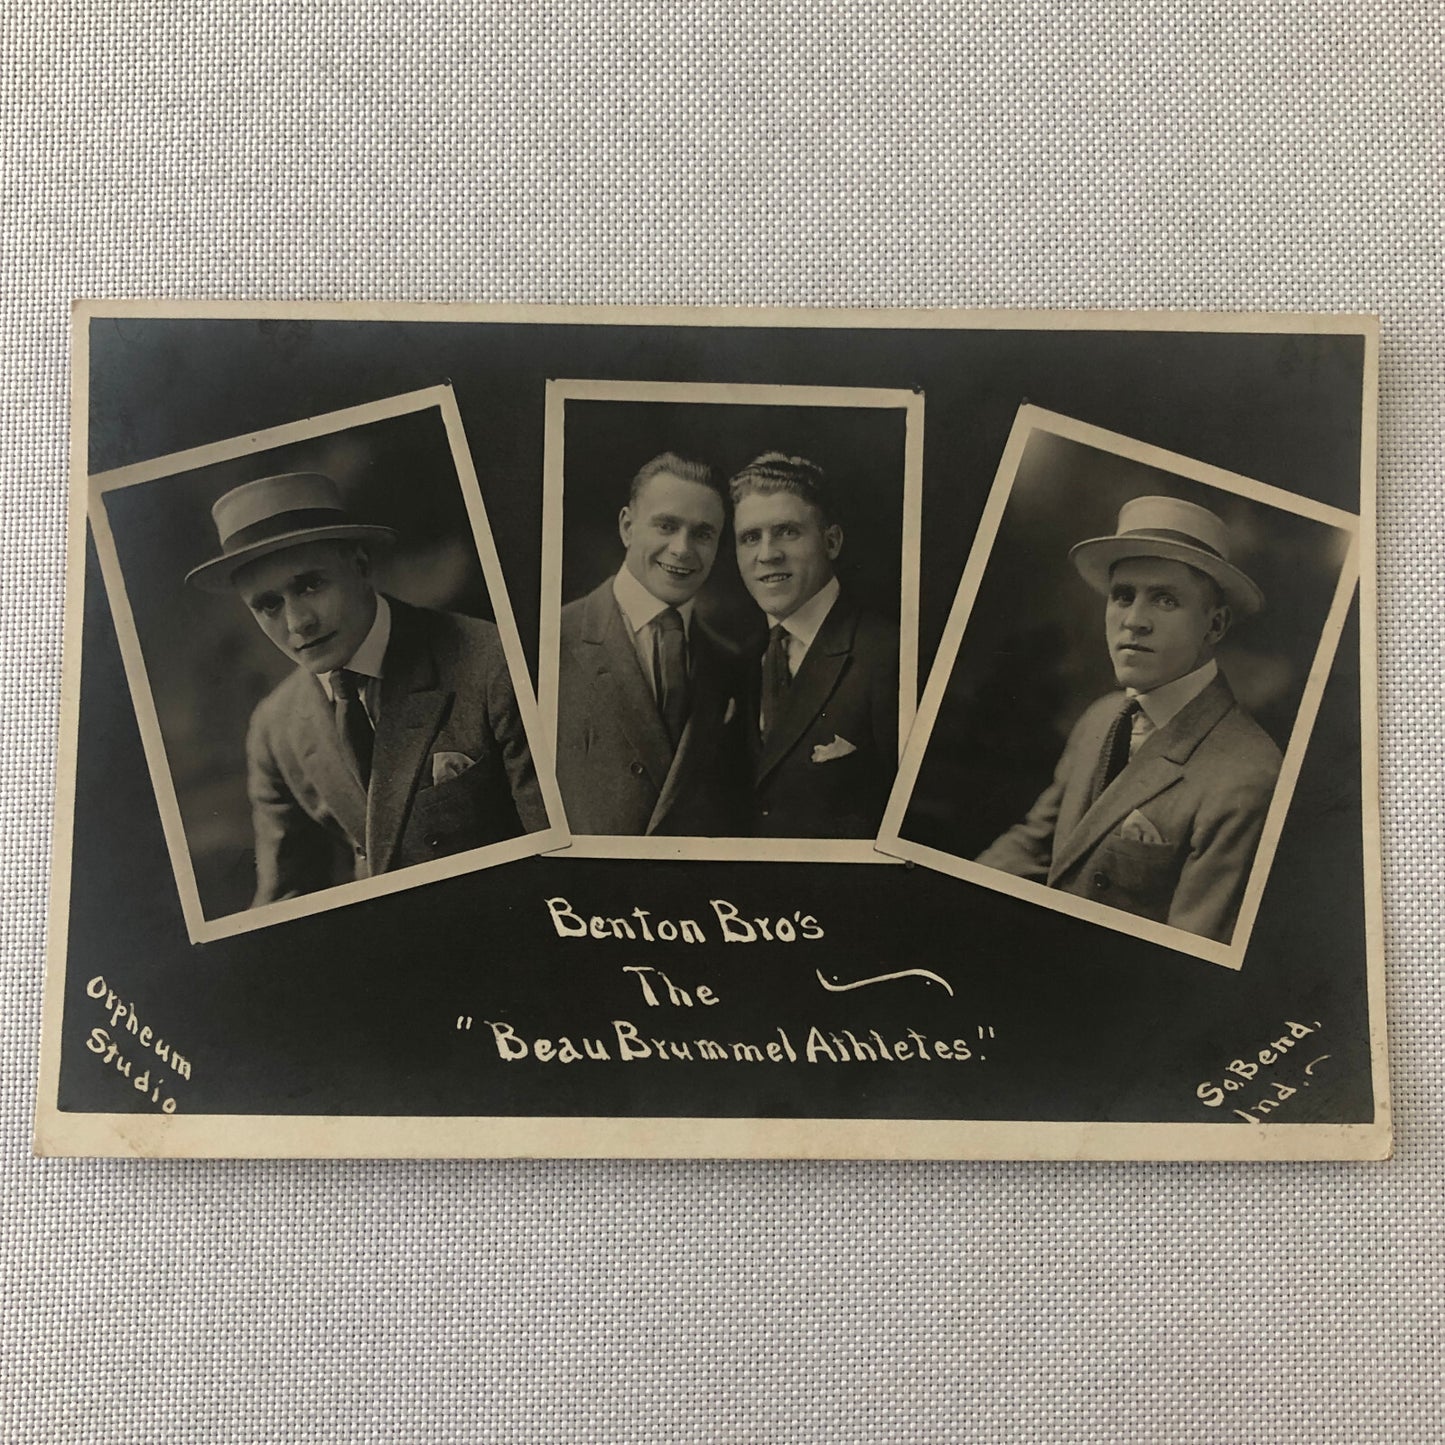 Benton Bro's
The
"Beau Brummel Athletes."
Orpheum
Studio
So. Bend,
Ind.